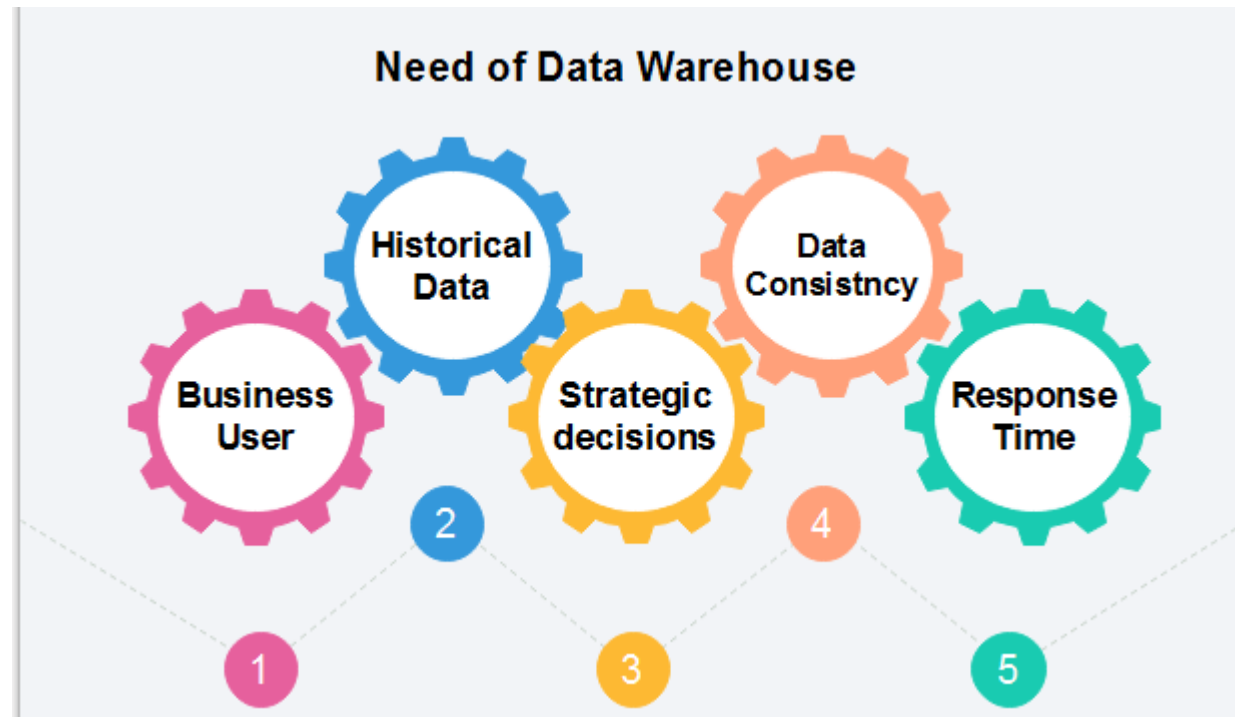 Need of Data Warehouse
Historical
Data
Data
Consistncy
Business
User
Strategic
decisions
Response
Time
2
4
1
3
5